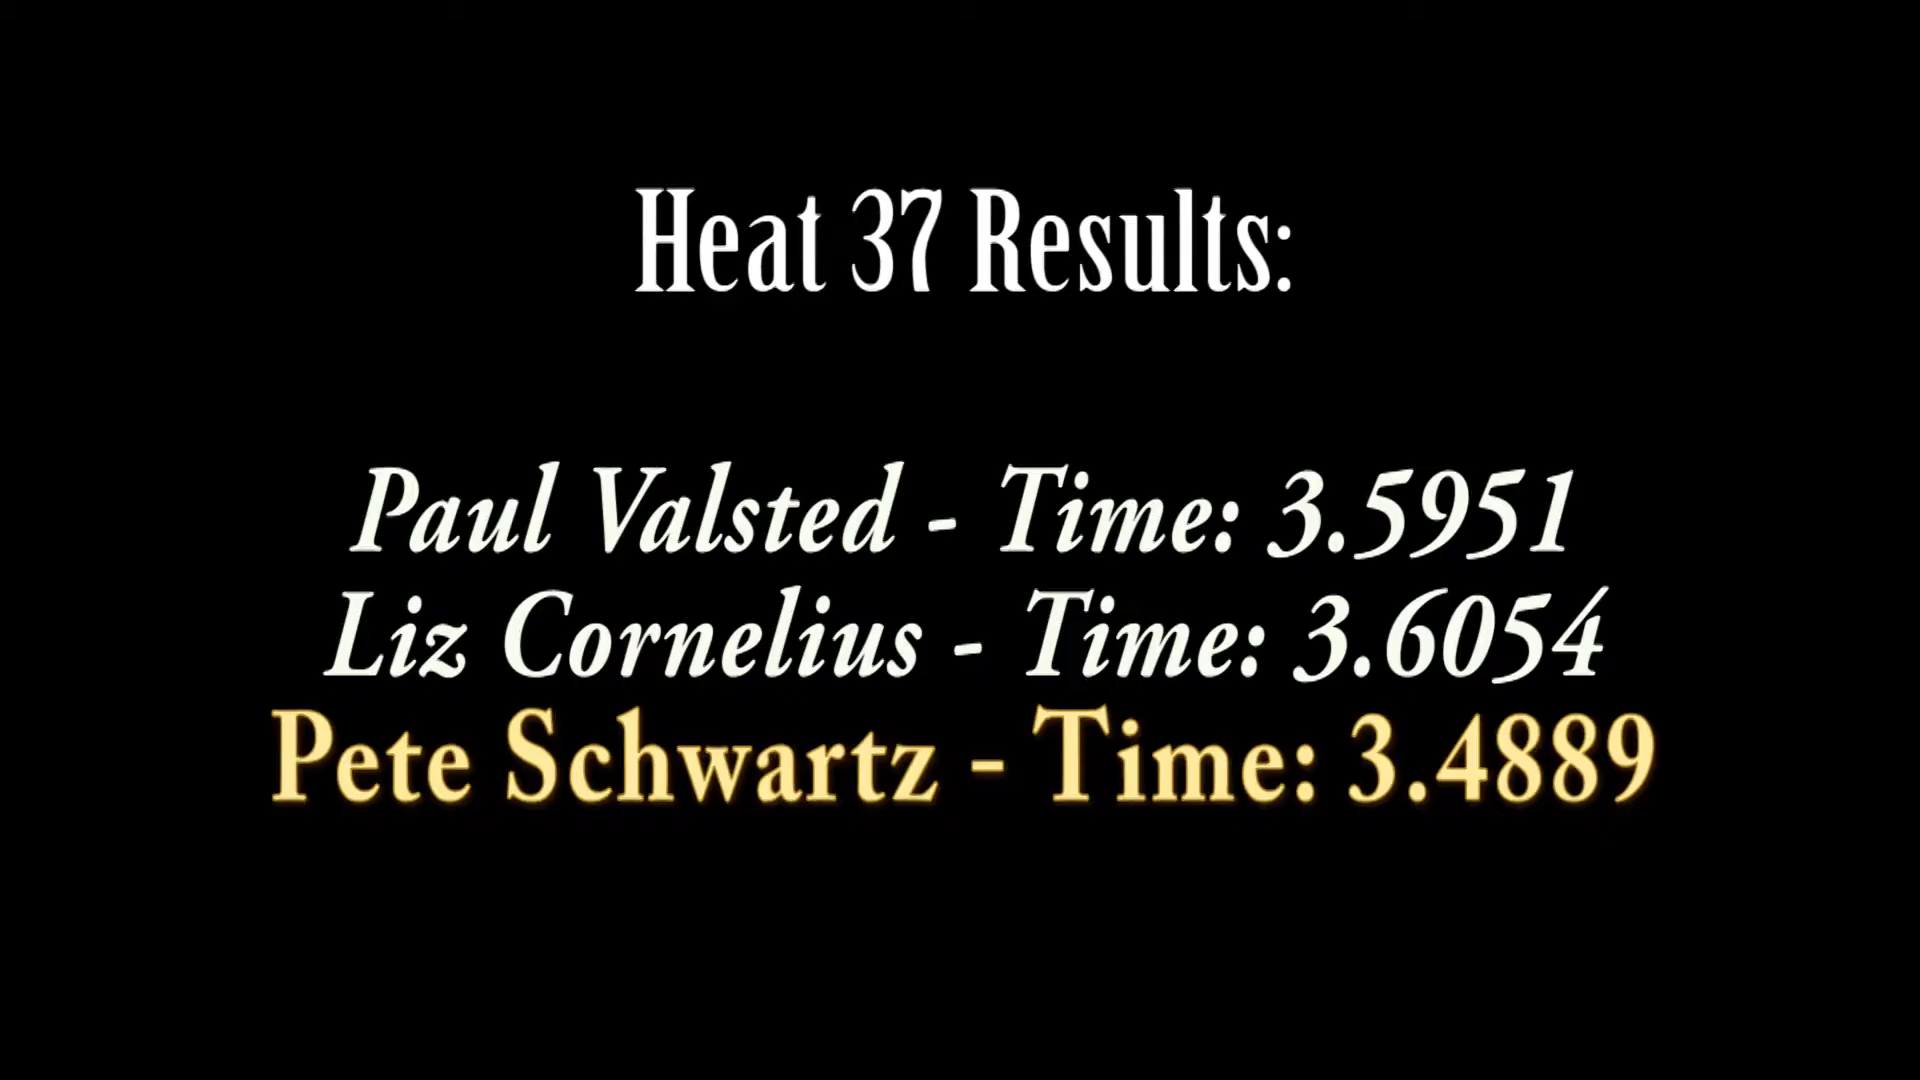 Heat 37 Results:
Paul Valsted - Time: 3.5951
Liz Cornelius - Time: 3.6054
Pete Schwartz - Time: 3.4889